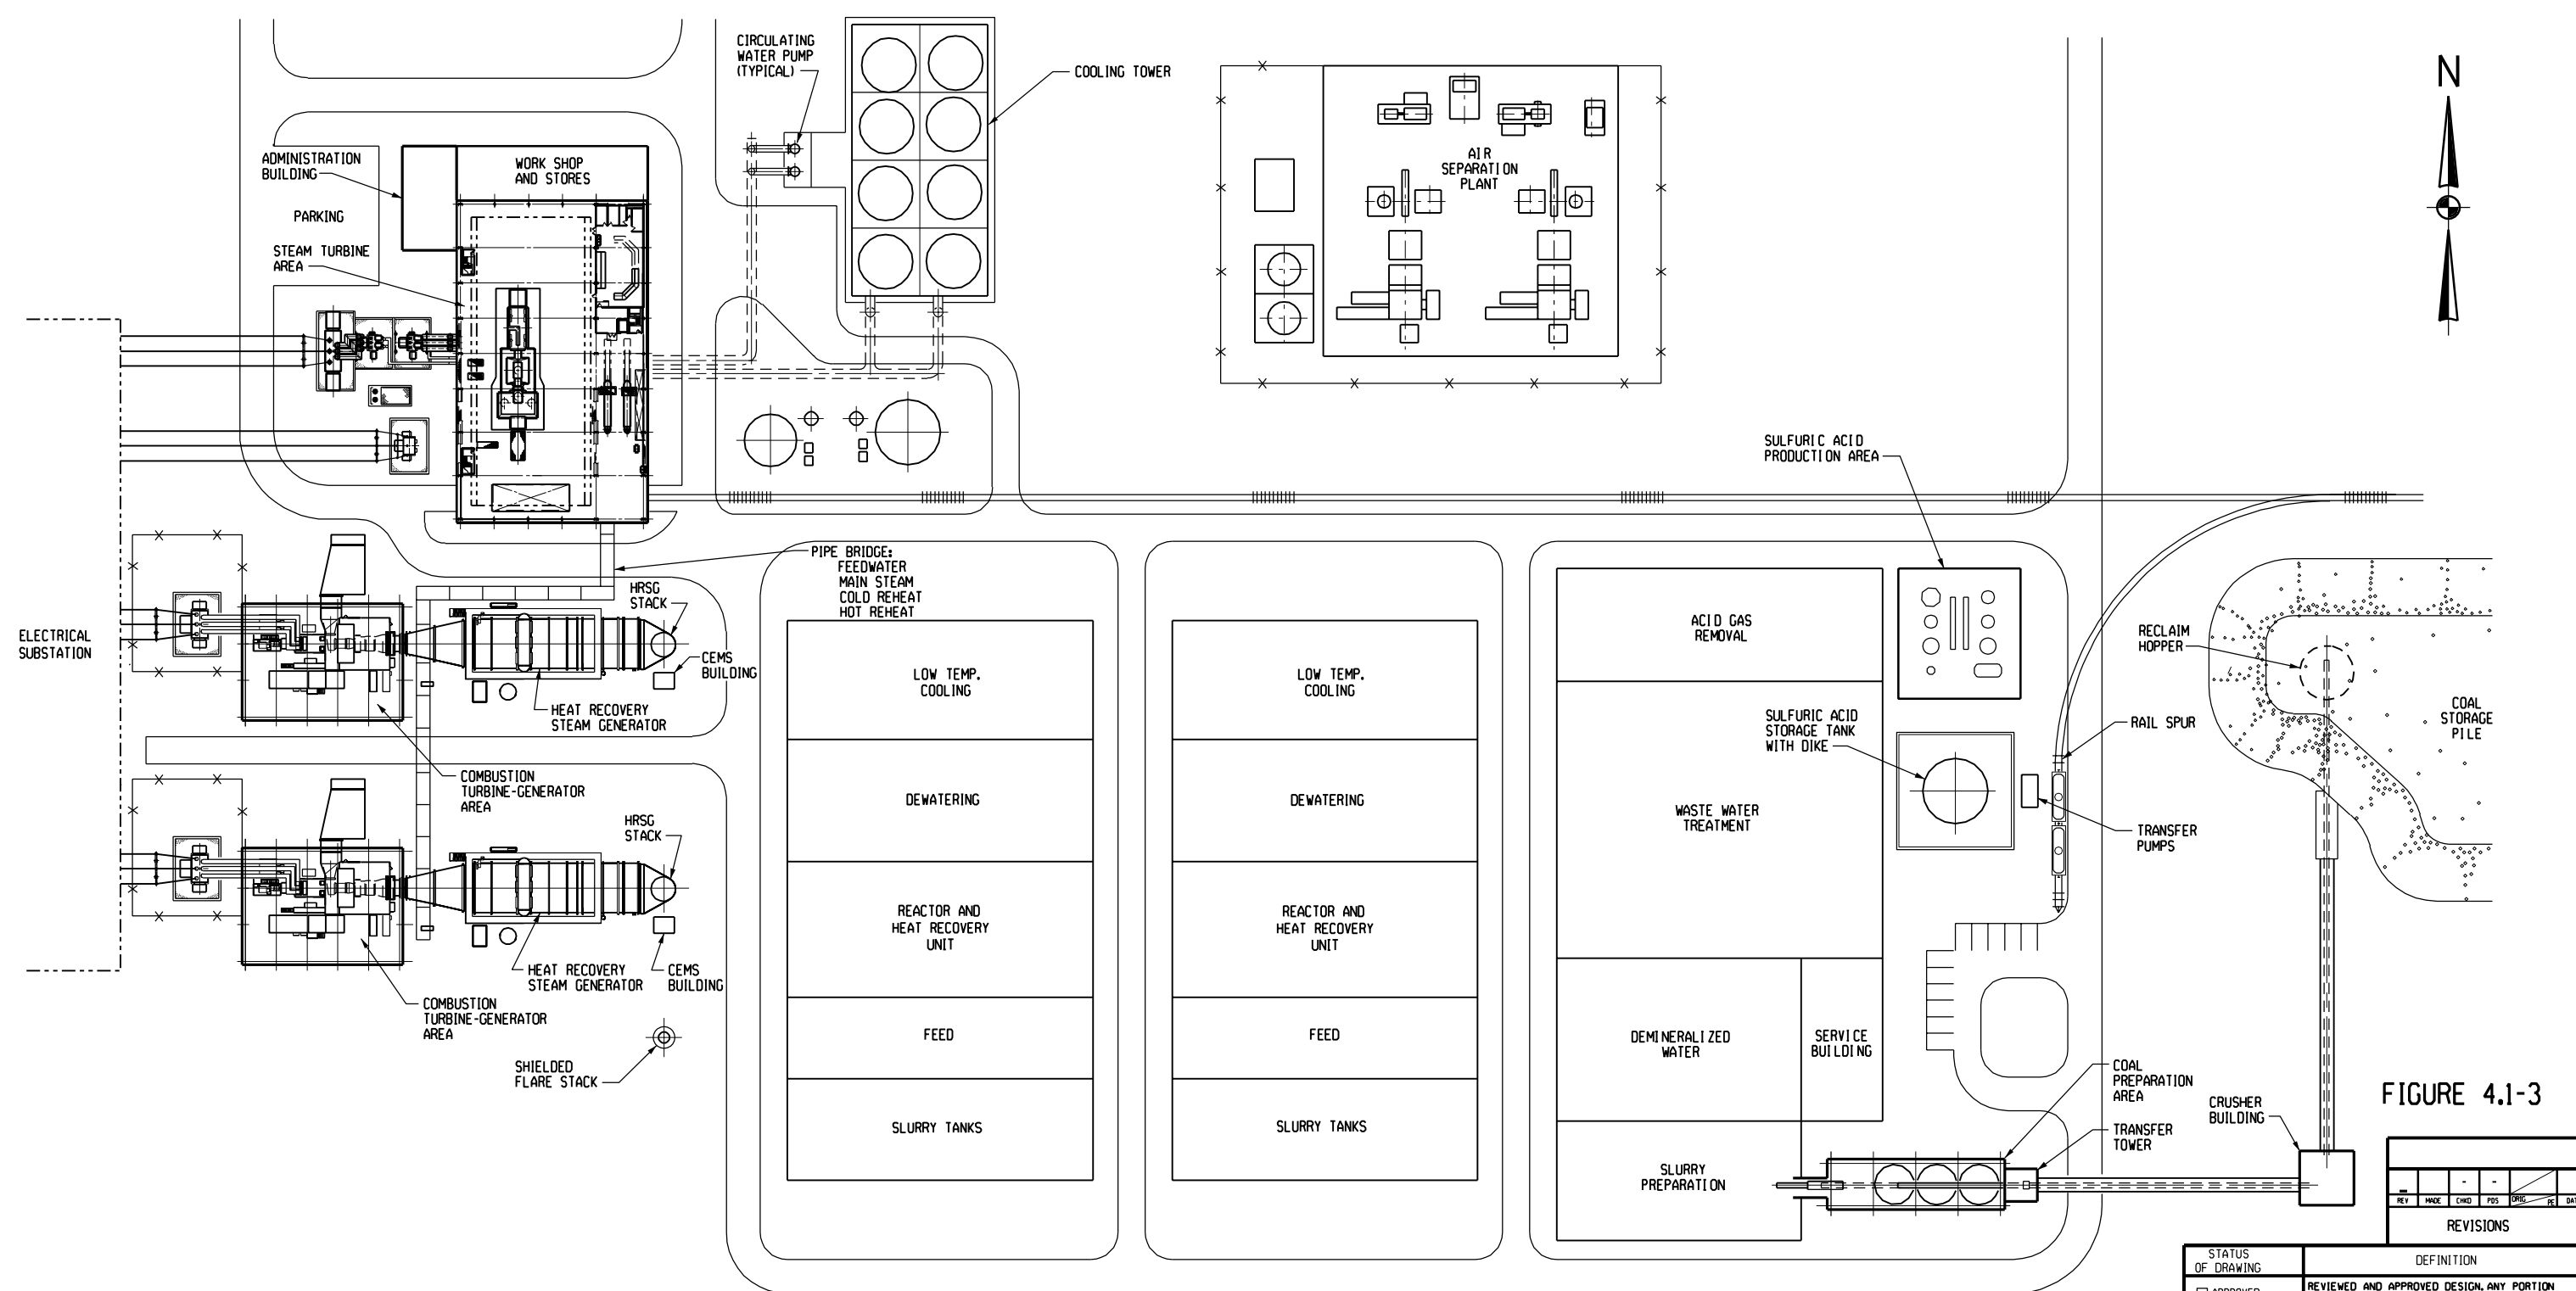 CIRCULATING
WATER PUMP
(TYPICAL)
COOLING TOWER
N
ADMINISTRATION
BUILDING
WORK SHOP
AND STORES
AIR
SEPARATION
PLANT
PARKING
STEAM TURBINE
AREA
SULFURIC ACID
PRODUCTION AREA
PIPE BRIDGE:
FEEDWATER
MAIN STEAM
COLD REHEAT
HOT REHEAT
HRSG
STACK
ELECTRICAL
SUBSTATION
CEMS
BUILDING
HEAT RECOVERY
STEAM GENERATOR
COMBUSTION
TURBINE-GENERATOR
AREA
HRSG
STACK
HEAT RECOVERY
STEAM GENERATOR
CEMS
BUILDING
COMBUSTION
TURBINE-GENERATOR
AREA
SHIELDED
FLARE STACK
LOW TEMP.
COOLING
DEWATERING
REACTOR AND
HEAT RECOVERY
UNIT
FEED
SLURRY TANKS
LOW TEMP.
COOLING
DEWATERING
REACTOR AND
HEAT RECOVERY
UNIT
FEED
SLURRY TANKS
ACID GAS
REMOVAL
WASTE WATER
TREATMENT
SULFURIC ACID
STORAGE TANK
WITH DIKE
DEMINERALIZED
WATER
SERVICE
BUILDING
SLURRY
PREPARATION
RECLAIM
HOPPER
COAL
STORAGE
PILE
RAIL SPUR
TRANSFER
PUMPS
COAL
PREPARATION
AREA
TRANSFER
TOWER
CRUSHER
BUILDING
FIGURE 4.1-3
REV MADE CHKD PDS ORIG PE
REVISIONS
STATUS
OF DRAWING
DEFINITION
REVIEWED AND APPROVED DESIGN. ANY PORTION